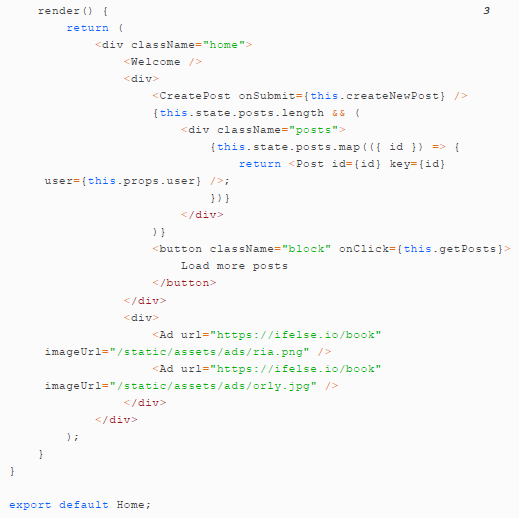 render() { 3
return (
<div className="home">
<Welcome />
<div>
<CreatePost onSubmit={this.createNewPost} />
{this.state.posts.length && (
<div className="posts">
{this.state.posts.map(({ id }) => {
return <Post id={id} key={id}
user={this.props.user} />;
})}
</div>
)}
<button className="block" onClick={this.getPosts}>
Load more posts
</button>
</div>
<div>
<Ad url="https://ifelse.io/book"
imageUrl="/static/assets/ads/ria.png" />
<Ad url="https://ifelse.io/book"
imageUrl="/static/assets/ads/orly.jpg" />
</div>
</div>
);
}
}
export default Home;